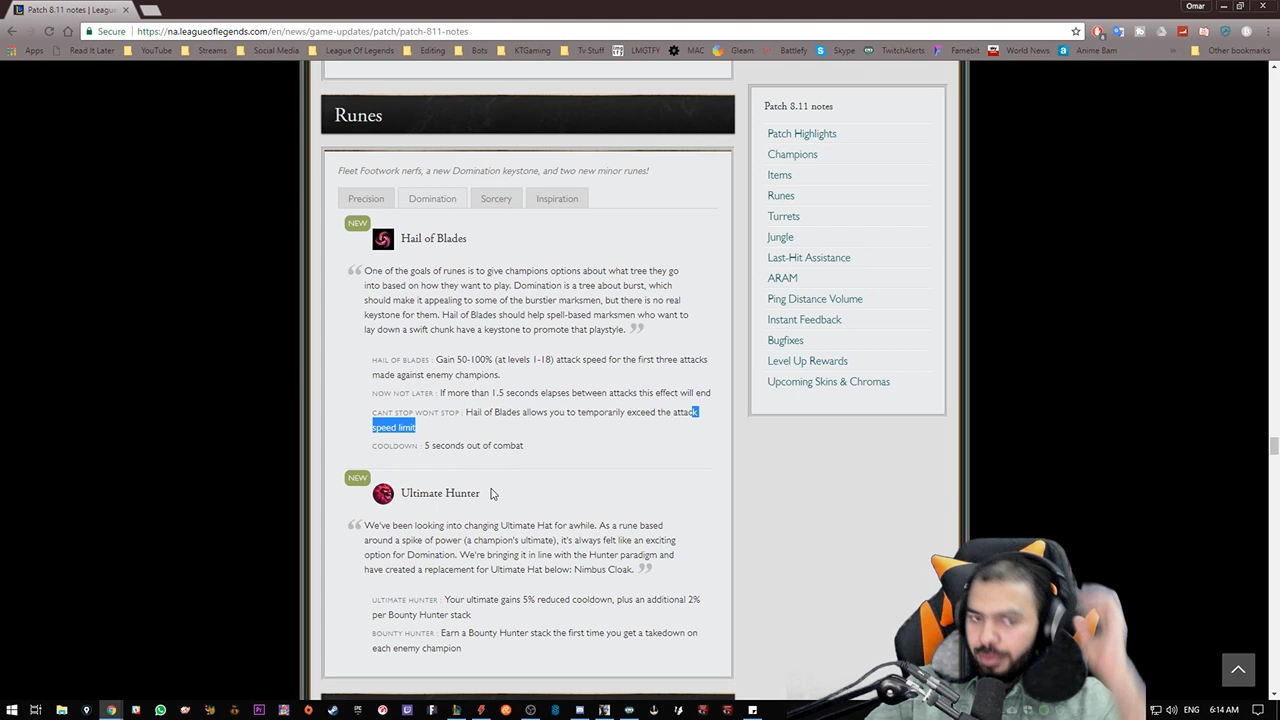 Patch 8.11 notes | Leagu
Omar
Secure
https://na.leagueoflegends.com/en/news/game-updates/patch/patch-811-notes
Apps
Read It Later
YouTube
Streams
Social Media
League Of Legends
Editing
Bots
KTGaming
Tv Stuff
LMGTFY
MAC
Gleam
Battlefy
Skype
TwitchAlerts
Famebit
World News
Anime Bam
Other bookmarks
Runes
Fleet Footwork nerfs, a new Domination keystone, and two new minor runes!
Precision
Domination
Sorcery
Inspiration
NEW
Hail of Blades
One of the goals of runes is to give champions options about what tree they go
into based on how they want to play. Domination is a tree about burst, which
should make it appealing to some of the burstier marksmen, but there is no real
keystone for them. Hail of Blades should help spell-based marksmen who want to
lay down a swift chunk have a keystone to promote that playstyle.
HAIL OF BLADES : Gain 50-100% (at levels 1-18) attack speed for the first three attacks
made against enemy champions.
NOW NOT LATER : If more than 1.5 seconds elapses between attacks this effect will end
CANT STOP WONT STOP : Hail of Blades allows you to temporarily exceed the attack
speed limit
COOLDOWN : 5 seconds out of combat
NEW
Ultimate Hunter
We've been looking into changing Ultimate Hat for awhile. As a rune based
around a spike of power (a champion's ultimate), it's always felt like an exciting
option for Domination. We're bringing it in line with the Hunter paradigm and
have created a replacement for Ultimate Hat below: Nimbus Cloak.
ULTIMATE HUNTER : Your ultimate gains 5% reduced cooldown, plus an additional 2%
per Bounty Hunter stack
BOUNTY HUNTER : Earn a Bounty Hunter stack the first time you get a takedown on
each enemy champion
Patch 8.11 notes
Patch Highlights
Champions
Items
Runes
Turrets
Jungle
Last-Hit Assistance
ARAM
Ping Distance Volume
Instant Feedback
Bugfixes
Level Up Rewards
Upcoming Skins & Chromas
ENG
6:14 AM